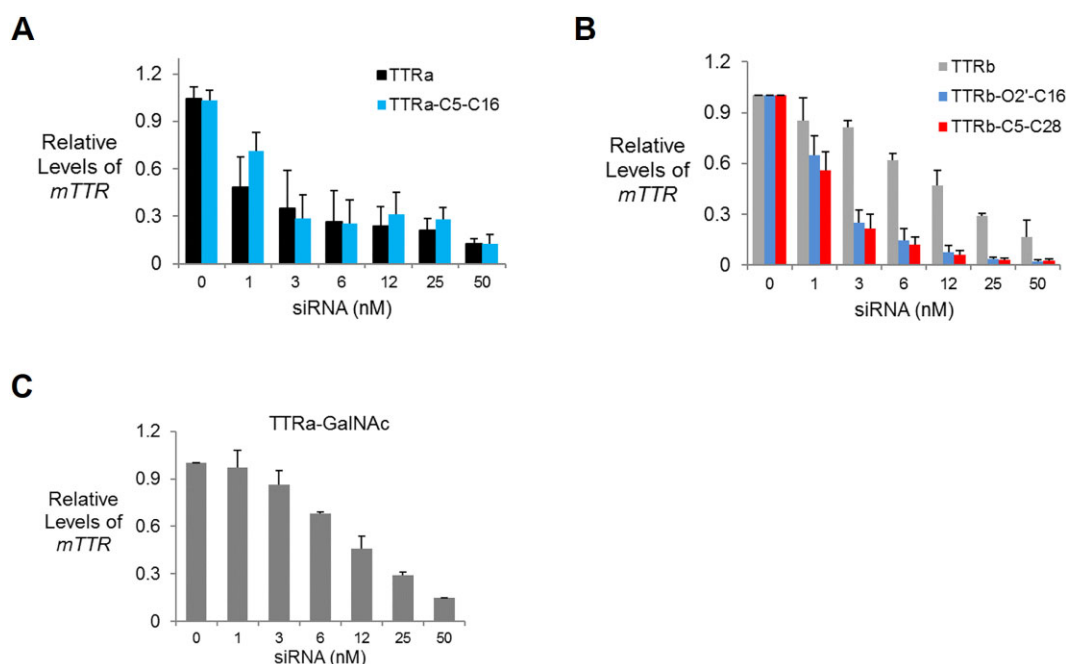 A
TTRa
TTRa-C5-C16
Relative
Levels of
mTTR
1.2
0.9
0.6
0.3
0
0 1 3 6 12 25 50
siRNA (nM)
B
TTRb
TTRb-O2'-C16
TTRb-C5-C28
Relative
Levels of
mTTR
1.2
0.9
0.6
0.3
0
0 1 3 6 12 25 50
siRNA (nM)
C
TTRa-GalNAc
Relative
Levels of
mTTR
1.2
0.9
0.6
0.3
0
0 1 3 6 12 25 50
siRNA (nM)